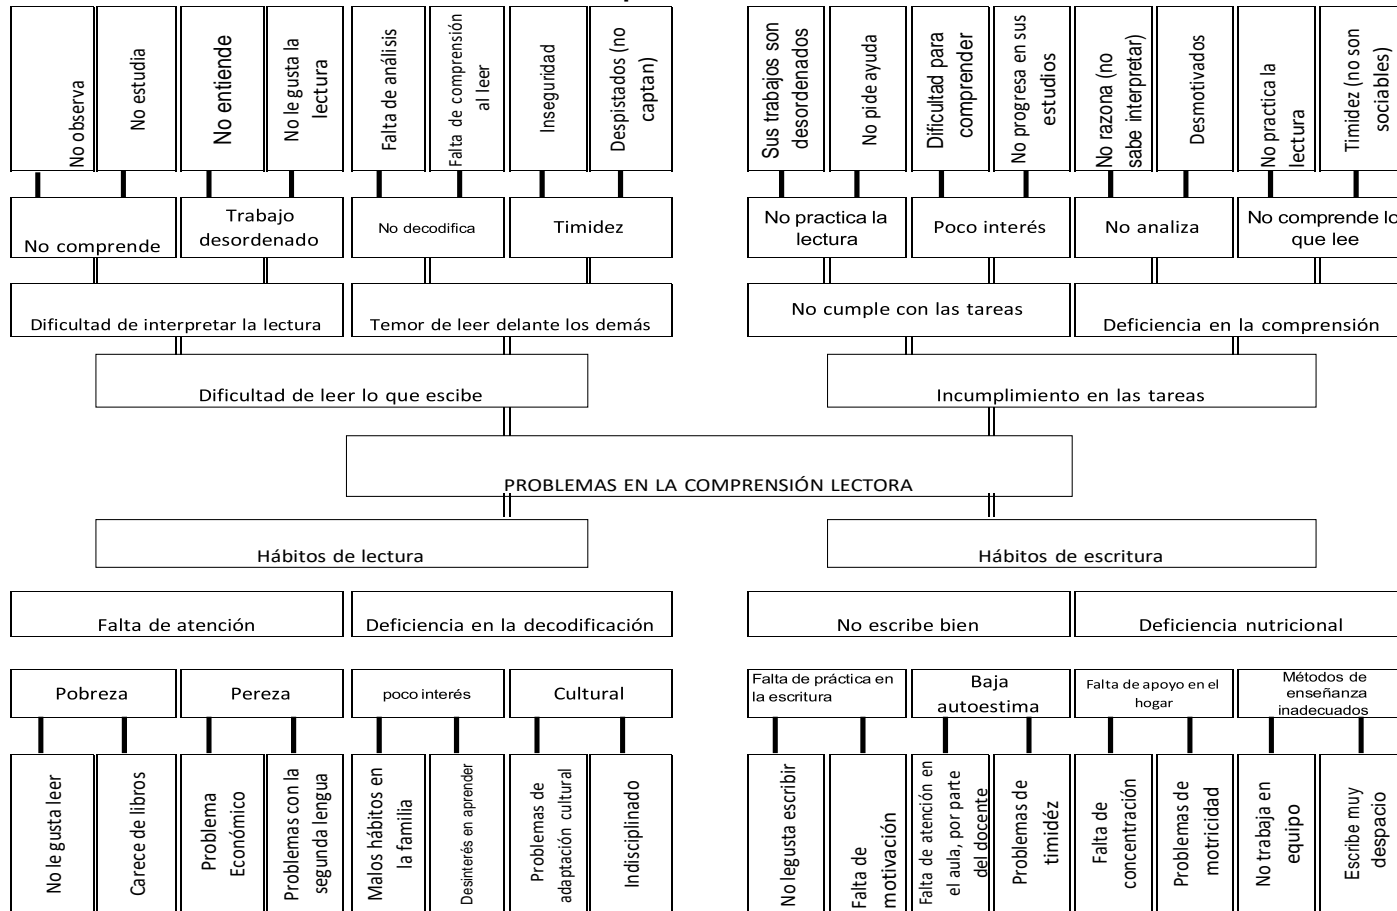 No observa
No estudia
No entiende
No le gusta la
lectura
Falta de análisis
Falta de comprensión
al leer
Inseguridad
Despistados (no
captan)
Sus trabajos son
desordenados
No pide ayuda
Dificultad para
comprender
No progresa en sus
estudios
No razona (no
sabe interpretar)
Desmotivados
No practica la
lectura
Timidez (no son
sociables)
No comprende
Trabajo
desordenado
No decodifica
Timidez
No practica la
lectura
Poco interés
No analiza
No comprende lo
que lee
Dificultad de interpretar la lectura
Temor de leer delante los demás
No cumple con las tareas
Deficiencia en la comprensión
Dificultad de leer lo que escibe
Incumplimiento en las tareas
PROBLEMAS EN LA COMPRENSIÓN LECTORA
Hábitos de lectura
Hábitos de escritura
Falta de atención
Deficiencia en la decodificación
No escribe bien
Deficiencia nutricional
Pobreza
Pereza
poco interés
Cultural
Falta de práctica en
la escritura
Baja
autoestima
Falta de apoyo en el
hogar
Métodos de
enseñanza
inadecuados
No le gusta leer
Carece de libros
Problema
Económico
Problemas con la
segunda lengua
Malos hábitos en
la familia
Desinterés en aprender
Problemas de
adaptación cultural
Indisciplinado
No legusta escribir
Falta de
motivación
Falta de atención en
el aula, por parte
del docente
Problemas de
timidéz
Falta de
concentración
Problemas de
motricidad
No trabaja en
equipo
Escribe muy
despacio